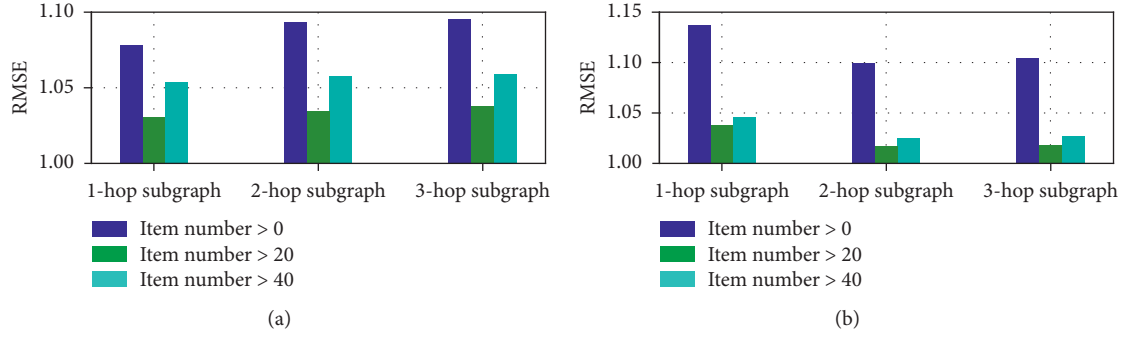 1.10
1.05
1.00
RMSE
1-hop subgraph 2-hop subgraph 3-hop subgraph
Item number > 0
Item number > 20
Item number > 40
(a)
1.15
1.10
1.05
1.00
RMSE
1-hop subgraph 2-hop subgraph 3-hop subgraph
Item number > 0
Item number > 20
Item number > 40
(b)